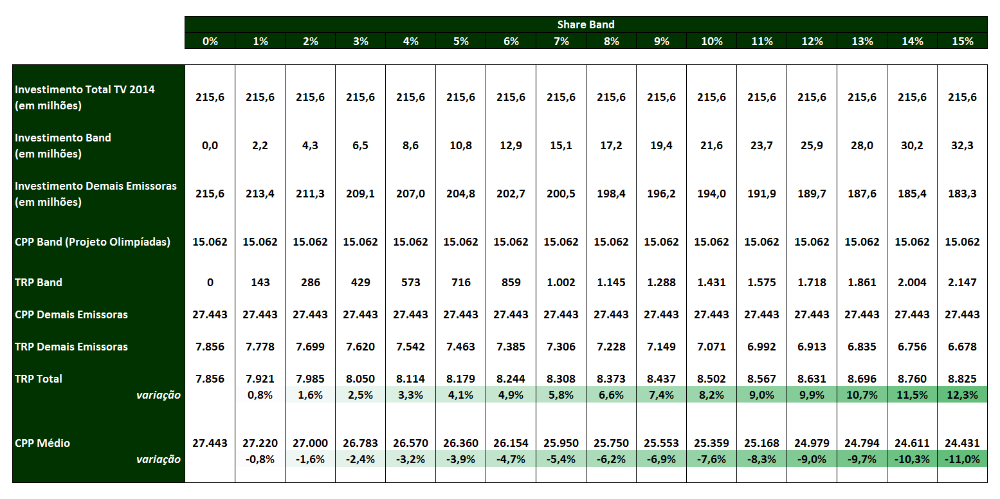 Share Band
0% 1% 2% 3% 4% 5% 6% 7% 8% 9% 10% 11% 12% 13% 14% 15%
Investimento Total TV 2014
(em milhões)
215,6 215,6 215,6 215,6 215,6 215,6 215,6 215,6 215,6 215,6 215,6 215,6 215,6 215,6 215,6 215,6
Investimento Band
(em milhões)
0,0 2,2 4,3 6,5 8,6 10,8 12,9 15,1 17,2 19,4 21,6 23,7 25,9 28,0 30,2 32,3
Investimento Demais Emissoras
(em milhões)
215,6 213,4 211,3 209,1 207,0 204,8 202,7 200,5 198,4 196,2 194,0 191,9 189,7 187,6 185,4 183,3
CPP Band (Projeto Olimpíadas) 15.062 15.062 15.062 15.062 15.062 15.062 15.062 15.062 15.062 15.062 15.062 15.062 15.062 15.062 15.062 15.062
TRP Band 0 143 286 429 573 716 859 1.002 1.145 1.288 1.431 1.575 1.718 1.861 2.004 2.147
CPP Demais Emissoras 27.443 27.443 27.443 27.443 27.443 27.443 27.443 27.443 27.443 27.443 27.443 27.443 27.443 27.443 27.443 27.443
TRP Demais Emissoras 7.856 7.778 7.699 7.620 7.542 7.463 7.385 7.306 7.228 7.149 7.071 6.992 6.913 6.835 6.756 6.678
TRP Total 7.856 7.921 7.985 8.050 8.114 8.179 8.244 8.308 8.373 8.437 8.502 8.567 8.631 8.696 8.760 8.825
variação 0,8% 1,6% 2,5% 3,3% 4,1% 4,9% 5,8% 6,6% 7,4% 8,2% 9,0% 9,9% 10,7% 11,5% 12,3%
CPP Médio 27.443 27.220 27.000 26.783 26.570 26.360 26.154 25.950 25.750 25.553 25.359 25.168 24.979 24.794 24.611 24.431
variação -0,8% -1,6% -2,4% -3,2% -3,9% -4,7% -5,4% -6,2% -6,9% -7,6% -8,3% -9,0% -9,7% -10,3% -11,0%